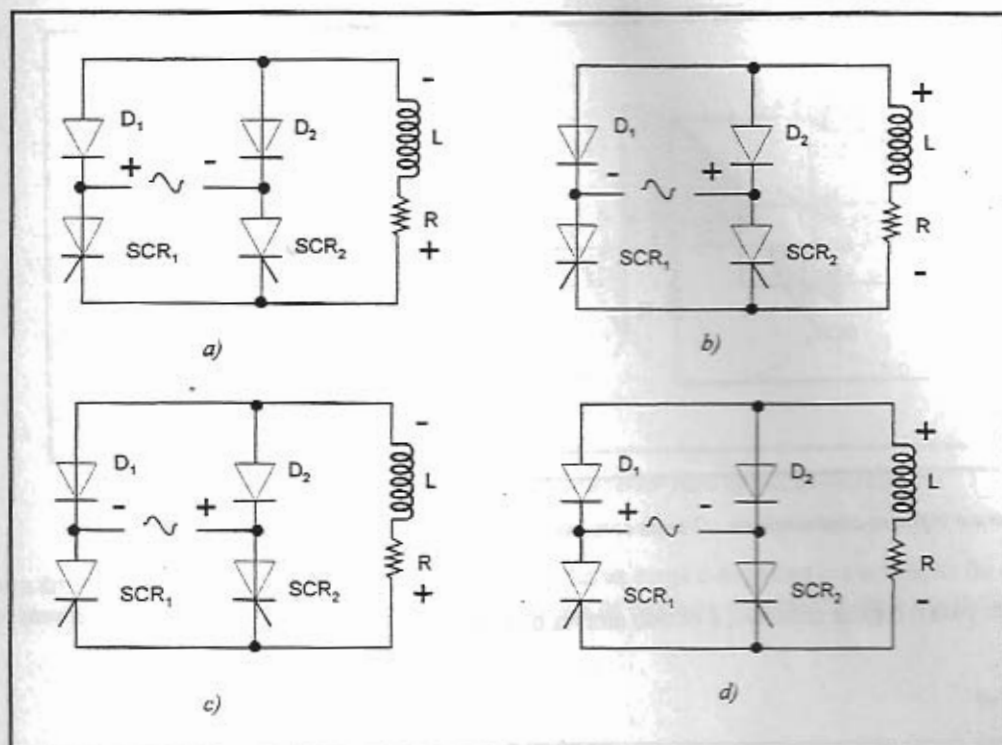 -
D1 D2 L
+ -
R
SCR1 SCR2 +
a)
+
D1 D2 L
- +
R
SCR1 SCR2 -
b)
-
D1 D2 L
- +
R
SCR1 SCR2 +
c)
+
D1 D2 L
+ -
R
SCR1 SCR2 -
d)